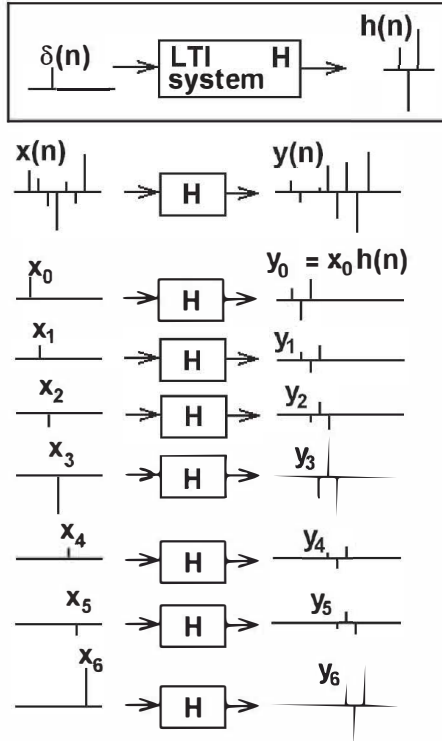 δ(n) LTI system H h(n)
x(n) H y(n)
x₀ H y₀ = x₀ h(n)
x₁ H y₁
x₂ H y₂
x₃ H y₃
x₄ H y₄
x₅ H y₅
x₆ H y₆